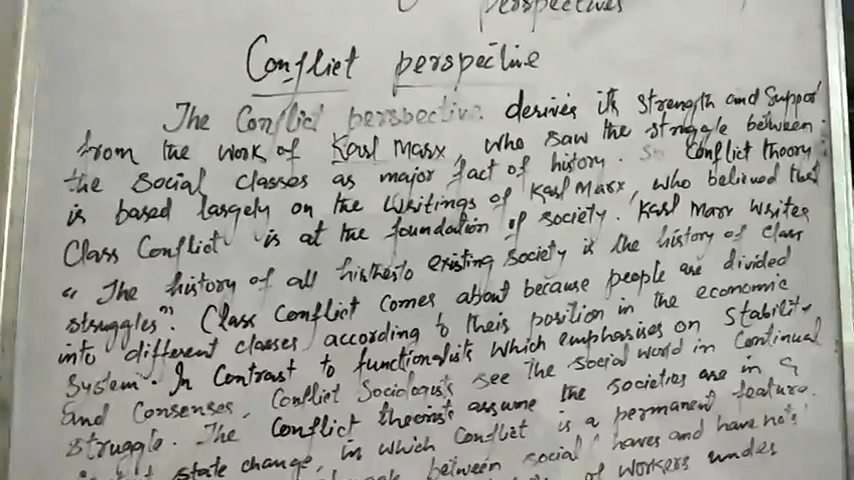 perspectives
Conflict perspective
The Conflict perspective derives its strength and Support
from the work of Karl Marx, who saw the struggle between
the social classes as major fact of history. So Conflict theory
is based largely on the writings of Karl Marx, who believed that
Class Conflict is at the foundation of society. Karl Marx writes
" The history of all hitherto existing society is the history of class
struggles". Class Conflict comes about because people are divided
into different classes according to their position in the economic
System. In Contrast to functionalists which emphasises on Stability
and Consenses, Conflict Sociologists see the social world in Continual
Struggle. The Conflict theorists assume the societies are in a
state change, in which Conflict is a permanent feature.
between social 'haves and have nots'
of workers under